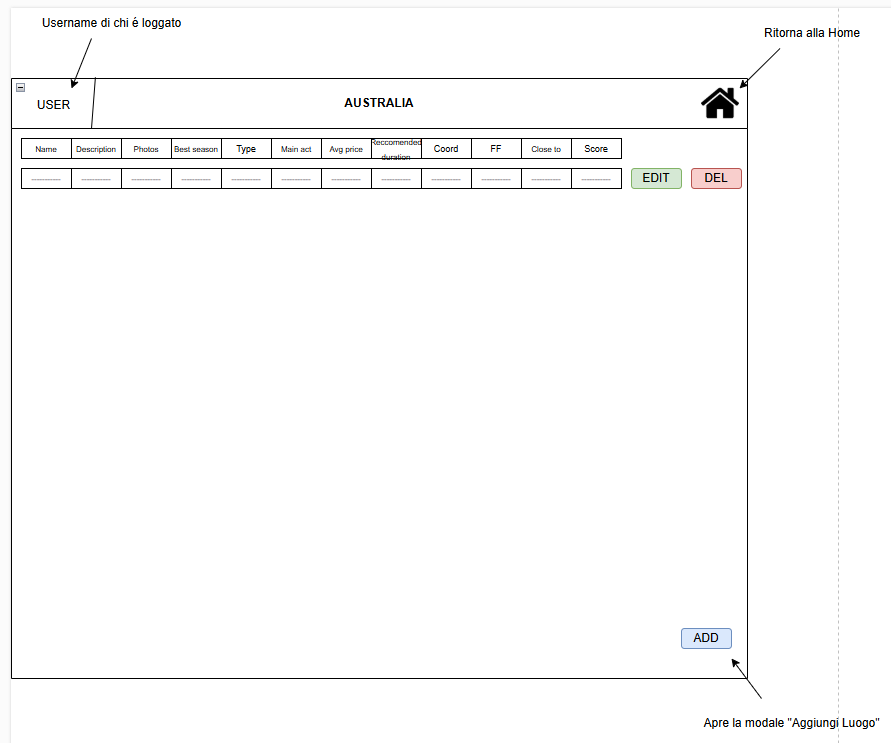 Username di chi é loggato
Ritorna alla Home
USER
AUSTRALIA
Name Description Photos Best season Type Main act Avg price Reccomended duration Coord FF Close to Score
------------ ------------ ------------ ------------ ------------ ------------ ------------ ------------ ------------ ------------ ------------ ------------ EDIT DEL
ADD
Apre la modale "Aggiungi Luogo"